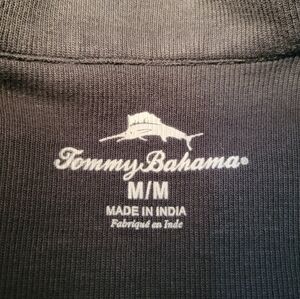 Tommy Bahama®
M/M
MADE IN INDIA
Fabriqué en Inde